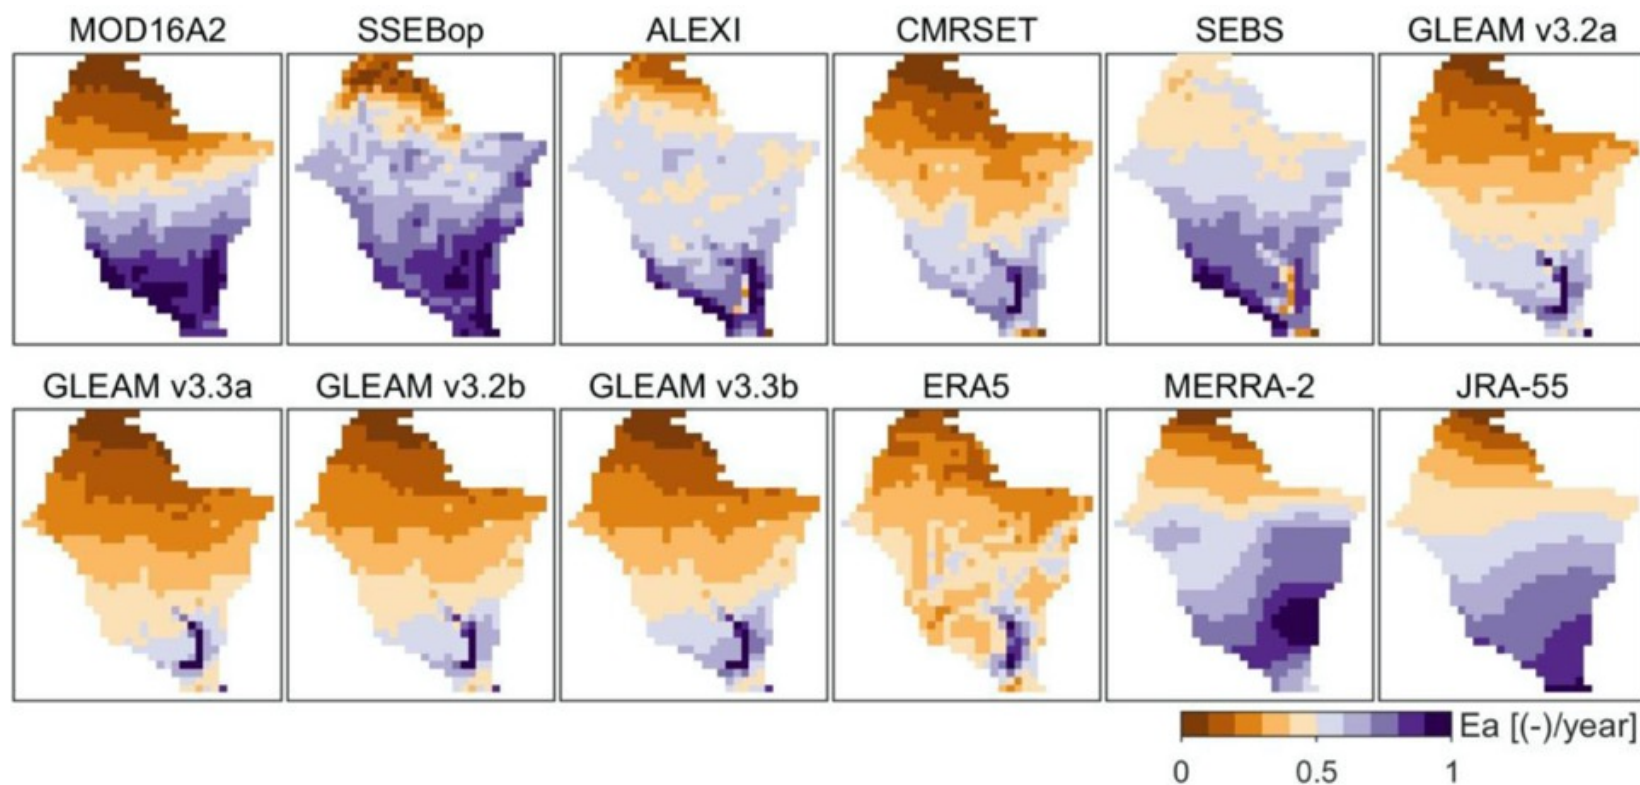 MOD16A2 SSEBop ALEXI CMRSET SEBS GLEAM v3.2a
GLEAM v3.3a GLEAM v3.2b GLEAM v3.3b ERA5 MERRA-2 JRA-55
Ea [(-)/year]
0 0.5 1